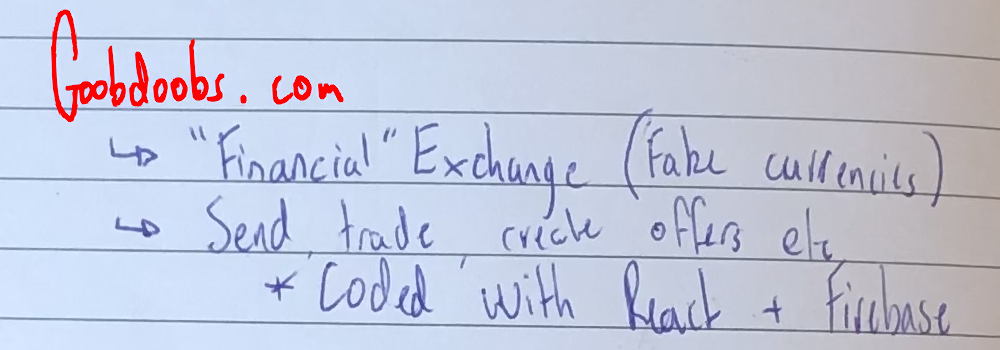 Goobdoobs.com
↳ "Financial" Exchange (Fake currencies)
↳ Send, trade, create offers etc
* Coded with React + Firebase